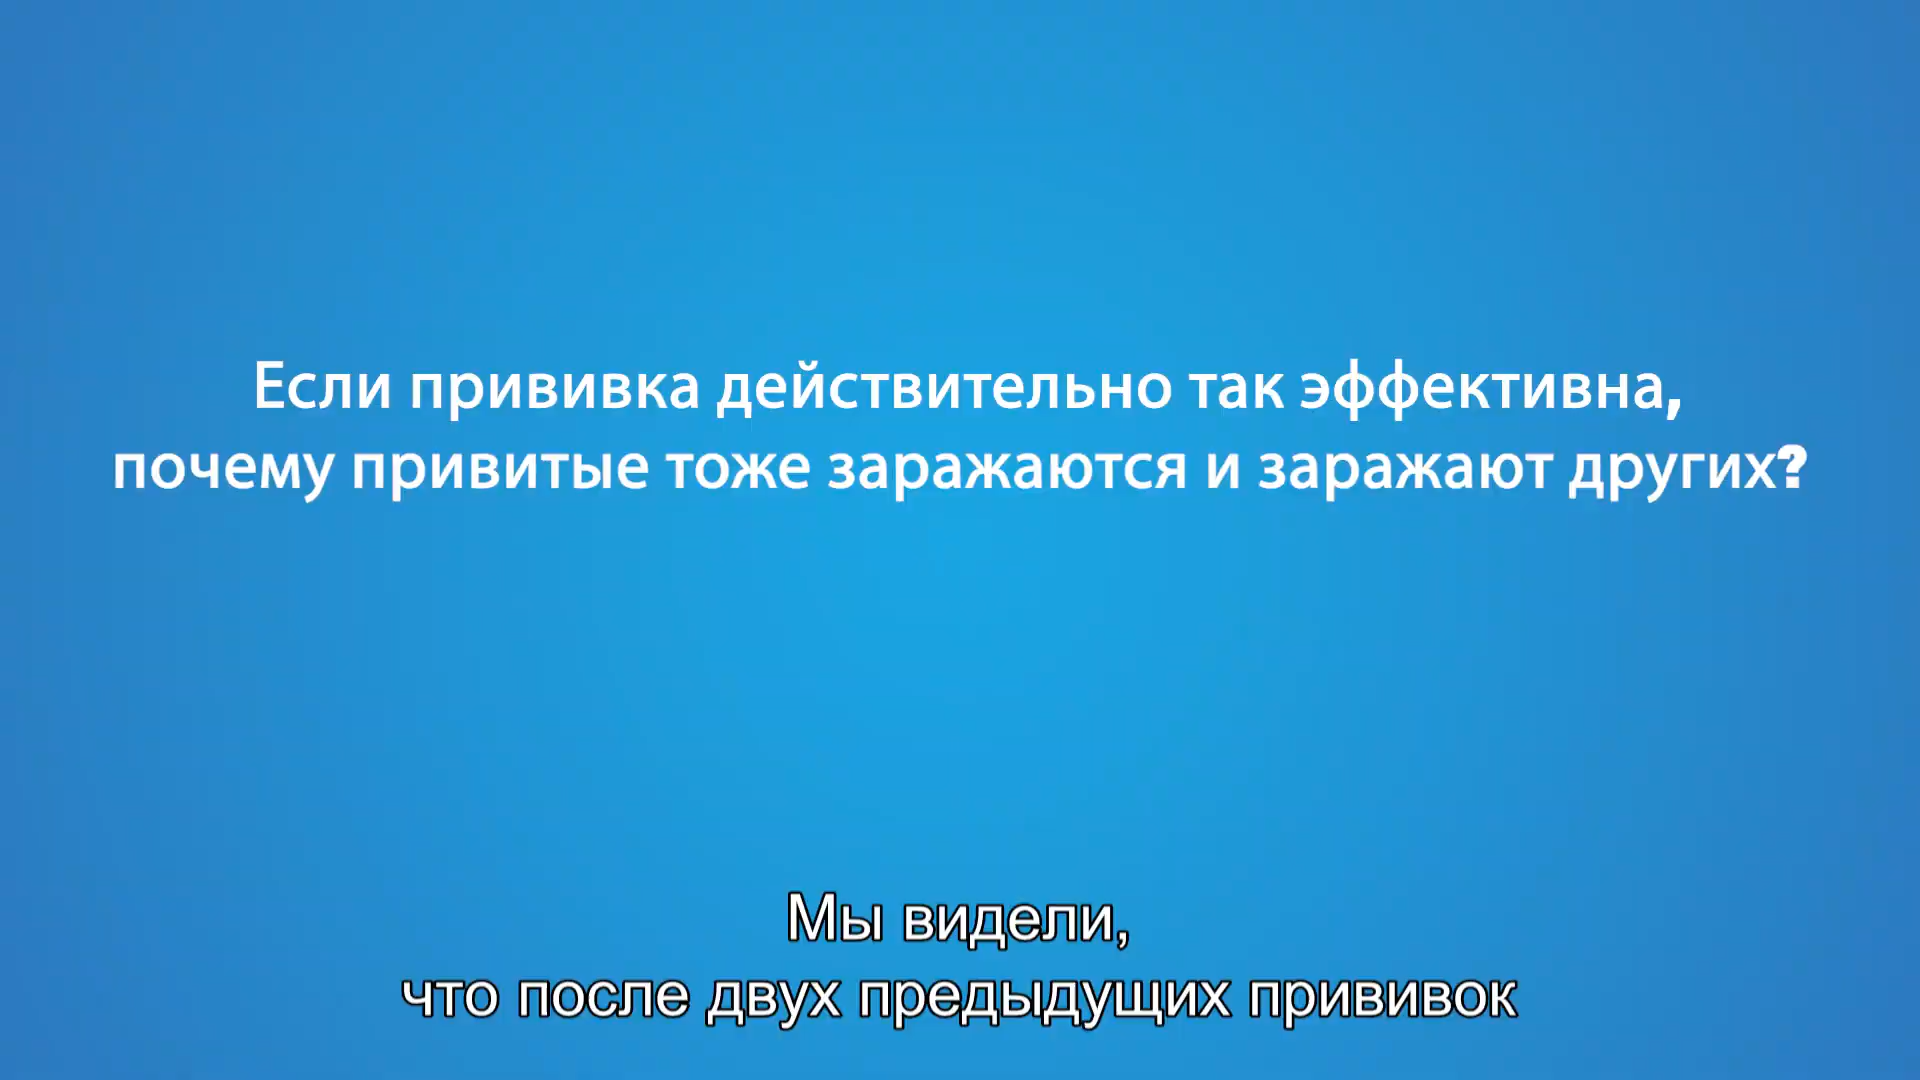 Если прививка действительно так эффективна,
почему привитые тоже заражаются и заражают других?
Мы видели,
что после двух предыдущих прививок